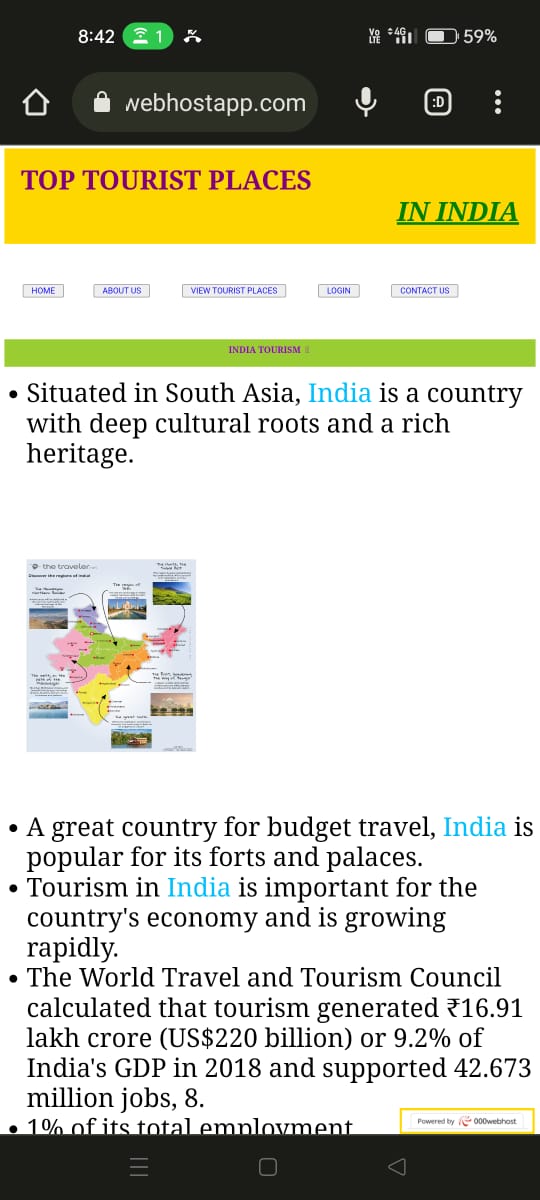 8:42
1
Vo
LTE
4G
59%
webhostapp.com
:D
TOP TOURIST PLACES
IN INDIA
HOME
ABOUT US
VIEW TOURIST PLACES
LOGIN
CONTACT US
INDIA TOURISM
• Situated in South Asia, India is a country
with deep cultural roots and a rich
heritage.
the traveler
Discover the regions of India!
• A great country for budget travel, India is
popular for its forts and palaces.
• Tourism in India is important for the
country's economy and is growing
rapidly.
• The World Travel and Tourism Council
calculated that tourism generated ₹16.91
lakh crore (US$220 billion) or 9.2% of
India's GDP in 2018 and supported 42.673
million jobs, 8.
• 1% of its total employment
Powered by 000webhost